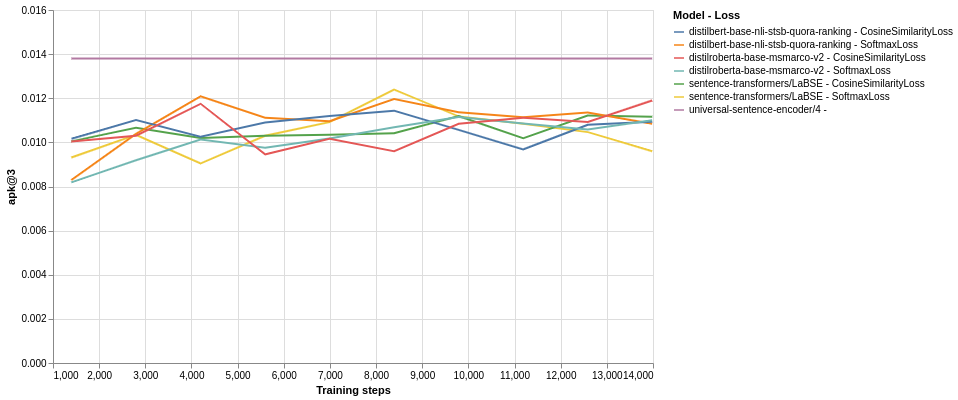 0.016
0.014
0.012
0.010
0.008
0.006
0.004
0.002
0.000
apk@3
1,000 2,000 3,000 4,000 5,000 6,000 7,000 8,000 9,000 10,000 11,000 12,000 13,000 14,000
Training steps
Model - Loss
distilbert-base-nli-stsb-quora-ranking - CosineSimilarityLoss
distilbert-base-nli-stsb-quora-ranking - SoftmaxLoss
distilroberta-base-msmarco-v2 - CosineSimilarityLoss
distilroberta-base-msmarco-v2 - SoftmaxLoss
sentence-transformers/LaBSE - CosineSimilarityLoss
sentence-transformers/LaBSE - SoftmaxLoss
universal-sentence-encoder/4 -